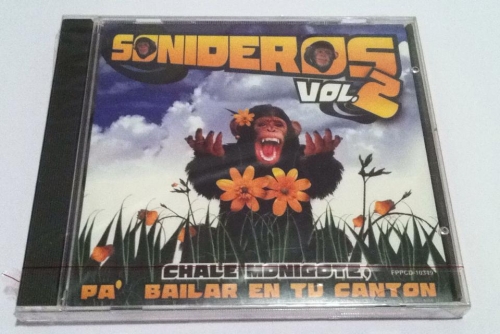 SONIDEROS
VOL. 2
CHALE MONIGOTE,
PA' BAILAR EN TU CANTON